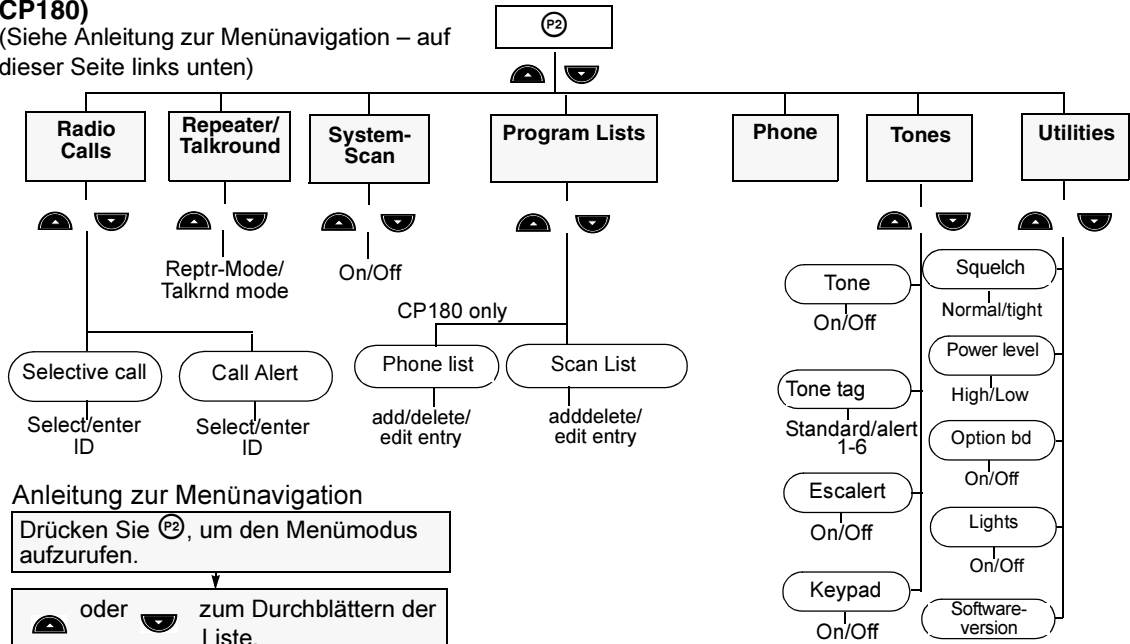 CP180)
(Siehe Anleitung zur Menünavigation – auf
dieser Seite links unten)
P2
Radio
Calls
Repeater/
Talkround
System-
Scan
Program Lists
Phone
Tones
Utilities
Reptr-Mode/
Talkrnd mode
On/Off
CP180 only
Selective call
Select/enter
ID
Call Alert
Select/enter
ID
Phone list
add/delete/
edit entry
Scan List
adddelete/
edit entry
Tone
On/Off
Tone tag
Standard/alert
1-6
Escalert
On/Off
Keypad
On/Off
Squelch
Normal/tight
Power level
High/Low
Option bd
On/Off
Lights
On/Off
Software-
version
Anleitung zur Menünavigation
Drücken Sie P2, um den Menümodus
aufzurufen.
oder zum Durchblättern der
Liste.